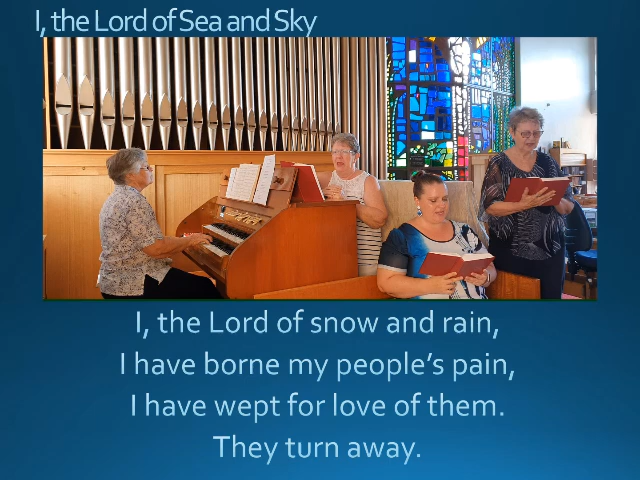 I, the Lord of Sea and Sky
I, the Lord of snow and rain,
I have borne my people’s pain,
I have wept for love of them.
They turn away.